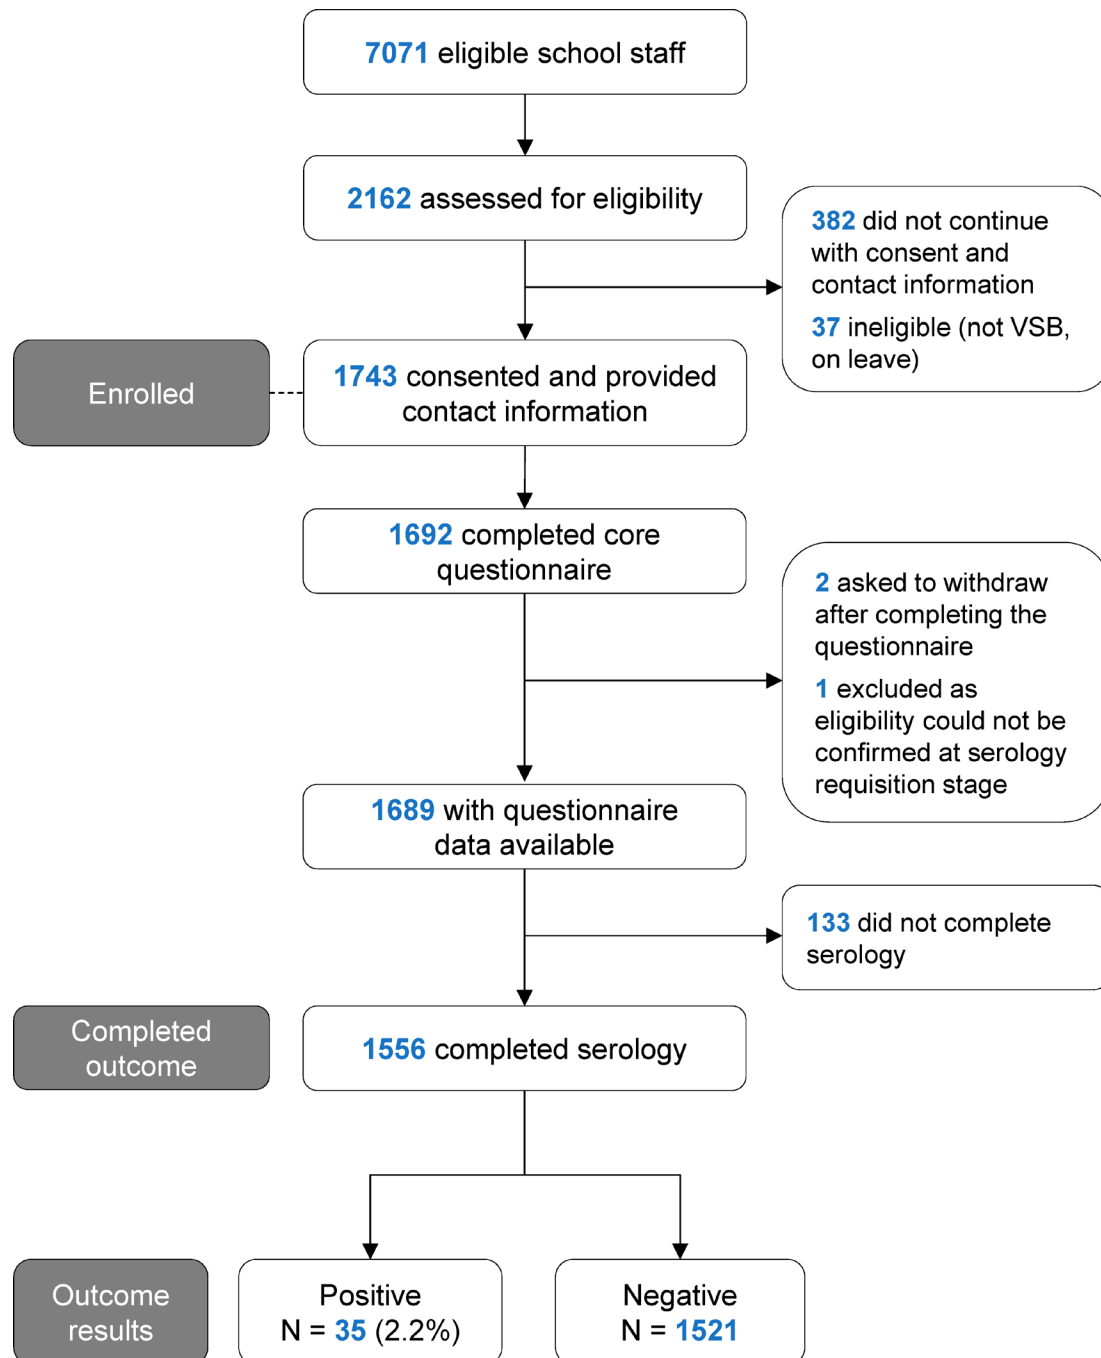 7071 eligible school staff
2162 assessed for eligibility
382 did not continue
with consent and
contact information
37 ineligible (not VSB,
on leave)
Enrolled
1743 consented and provided
contact information
1692 completed core
questionnaire
2 asked to withdraw
after completing the
questionnaire
1 excluded as
eligibility could not be
confirmed at serology
requisition stage
1689 with questionnaire
data available
133 did not complete
serology
Completed
outcome
1556 completed serology
Outcome
results
Positive
N = 35 (2.2%)
Negative
N = 1521